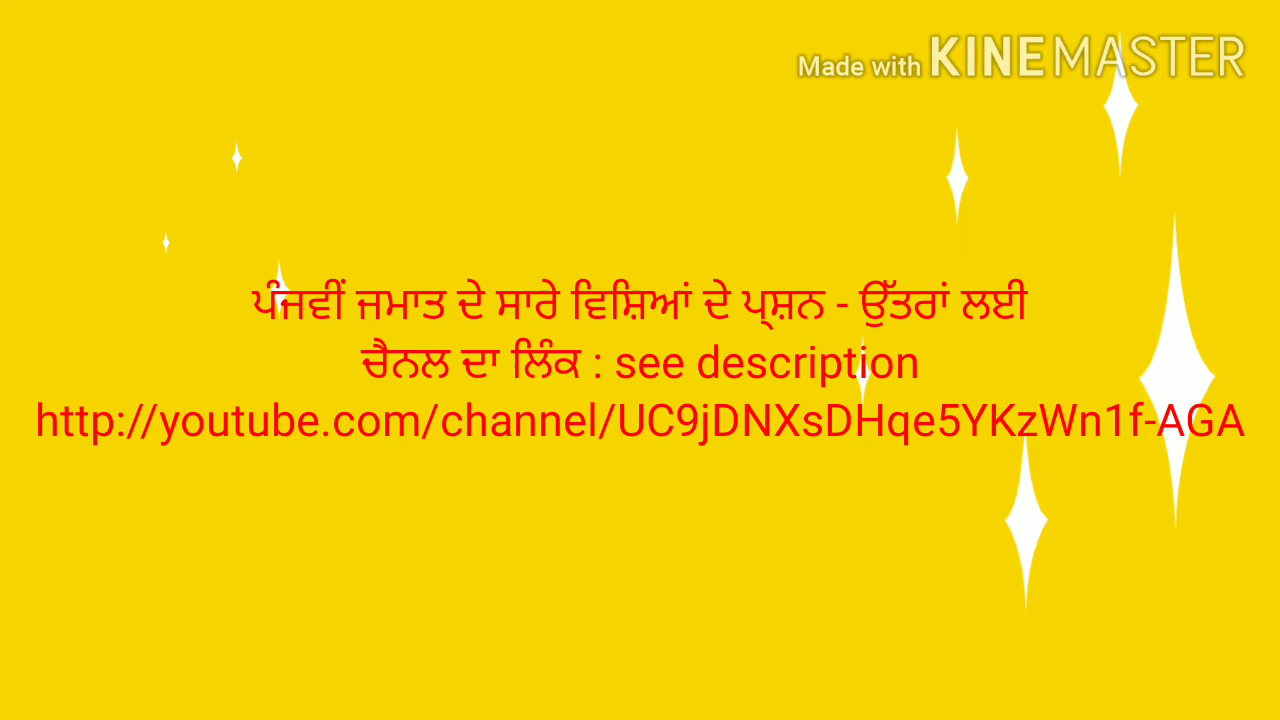 Made with KINEMASTER
ਪੰਜਵੀਂ ਜਮਾਤ ਦੇ ਸਾਰੇ ਵਿਸ਼ਿਆਂ ਦੇ ਪ੍ਰਸ਼ਨ - ਉੱਤਰਾਂ ਲਈ
ਚੈਨਲ ਦਾ ਲਿੰਕ : see description
http://youtube.com/channel/UC9jDNXsDHqe5YKzWn1f-AGA